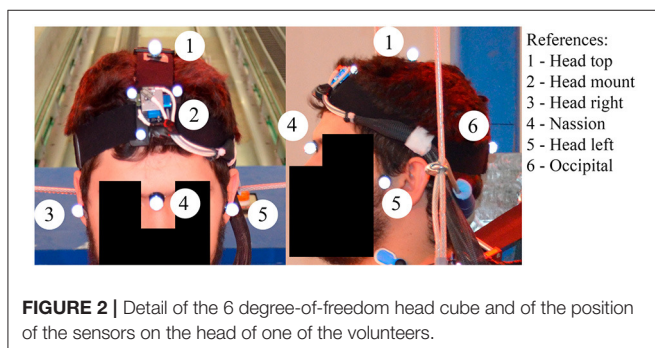 1
2
3
4
5
1
4
5
6
References:
1 - Head top
2 - Head mount
3 - Head right
4 - Nassion
5 - Head left
6 - Occipital
FIGURE 2 | Detail of the 6 degree-of-freedom head cube and of the position
of the sensors on the head of one of the volunteers.